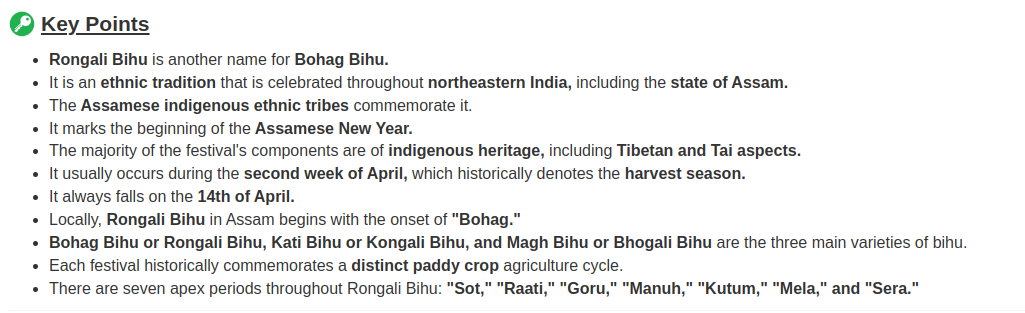 Key Points
Rongali Bihu is another name for Bohag Bihu.
It is an ethnic tradition that is celebrated throughout northeastern India, including the state of Assam.
The Assamese indigenous ethnic tribes commemorate it.
It marks the beginning of the Assamese New Year.
The majority of the festival's components are of indigenous heritage, including Tibetan and Tai aspects.
It usually occurs during the second week of April, which historically denotes the harvest season.
It always falls on the 14th of April.
Locally, Rongali Bihu in Assam begins with the onset of "Bohag."
Bohag Bihu or Rongali Bihu, Kati Bihu or Kongali Bihu, and Magh Bihu or Bhogali Bihu are the three main varieties of bihu.
Each festival historically commemorates a distinct paddy crop agriculture cycle.
There are seven apex periods throughout Rongali Bihu: "Sot," "Raati," "Goru," "Manuh," "Kutum," "Mela," and "Sera."